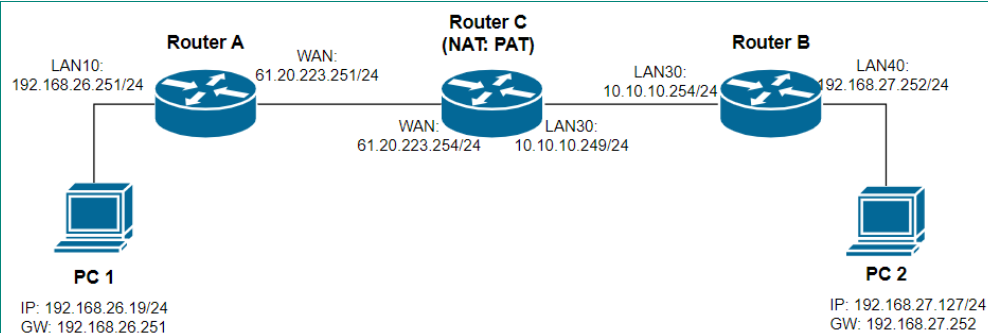 Router A
LAN10:
192.168.26.251/24
WAN:
61.20.223.251/24
Router C
(NAT: PAT)
WAN:
61.20.223.254/24
LAN30:
10.10.10.249/24
Router B
LAN30:
10.10.10.254/24
LAN40:
192.168.27.252/24
PC 1
IP: 192.168.26.19/24
GW: 192.168.26.251
PC 2
IP: 192.168.27.127/24
GW: 192.168.27.252